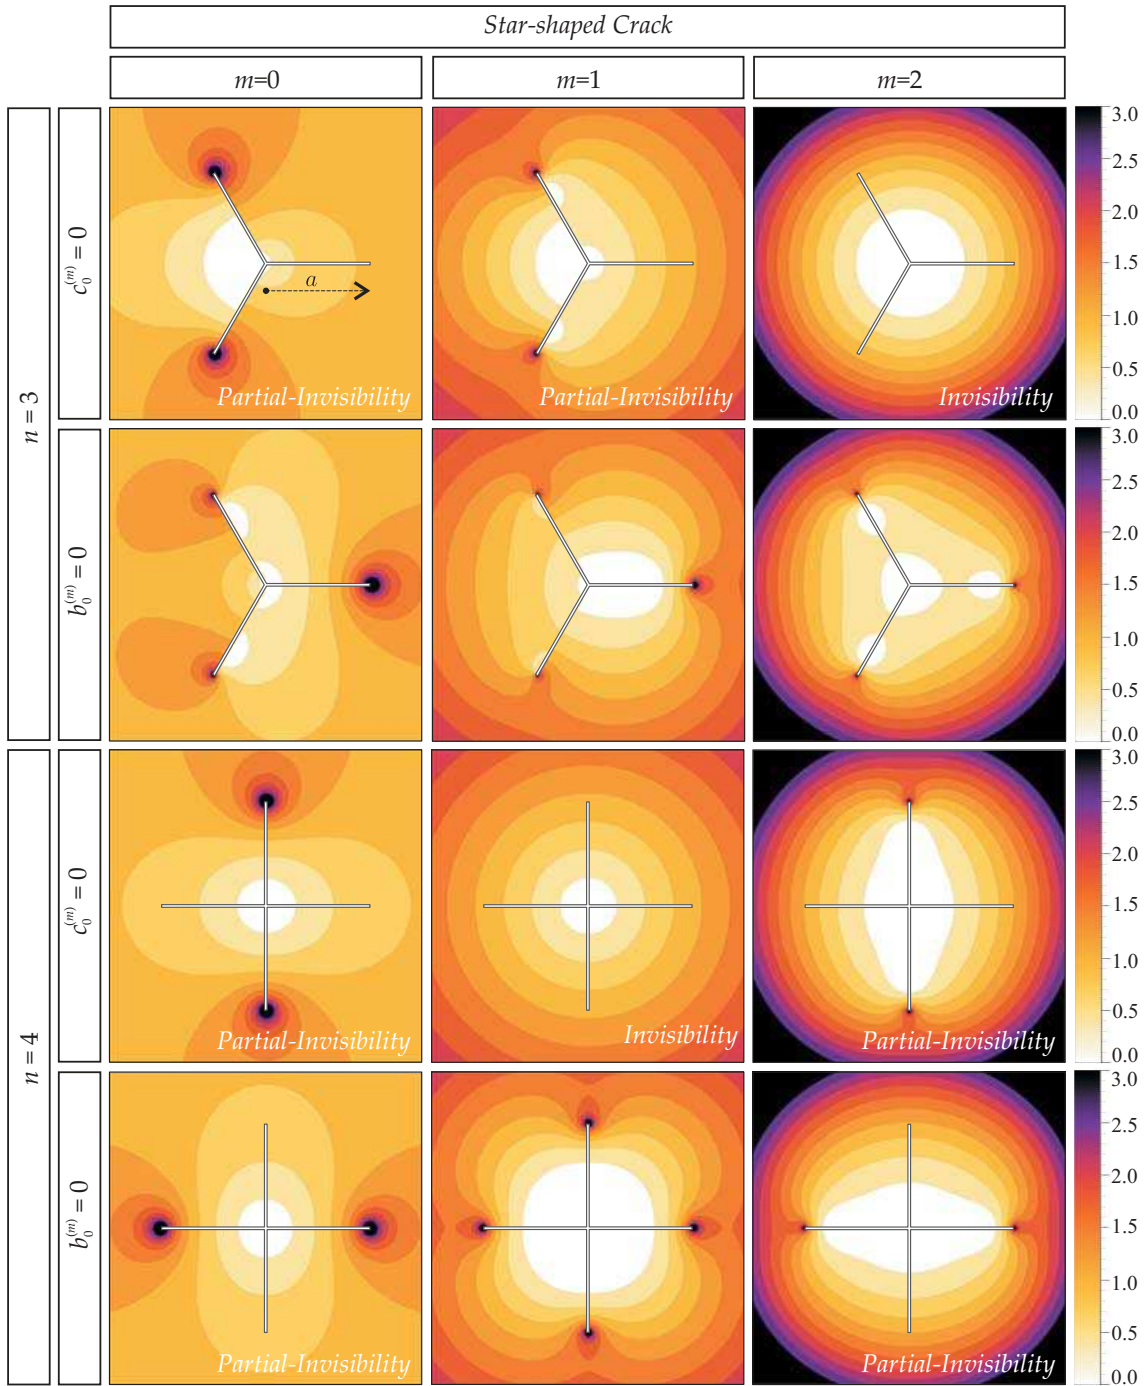 Star-shaped Crack
m=0
m=1
m=2
n = 3
c₀⁽ᵐ⁾ = 0
a
Partial-Invisibility
Partial-Invisibility
Invisibility
3.0
2.5
2.0
1.5
1.0
0.5
0.0
b₀⁽ᵐ⁾ = 0
3.0
2.5
2.0
1.5
1.0
0.5
0.0
n = 4
c₀⁽ᵐ⁾ = 0
Partial-Invisibility
Invisibility
Partial-Invisibility
3.0
2.5
2.0
1.5
1.0
0.5
0.0
b₀⁽ᵐ⁾ = 0
Partial-Invisibility
Partial-Invisibility
3.0
2.5
2.0
1.5
1.0
0.5
0.0